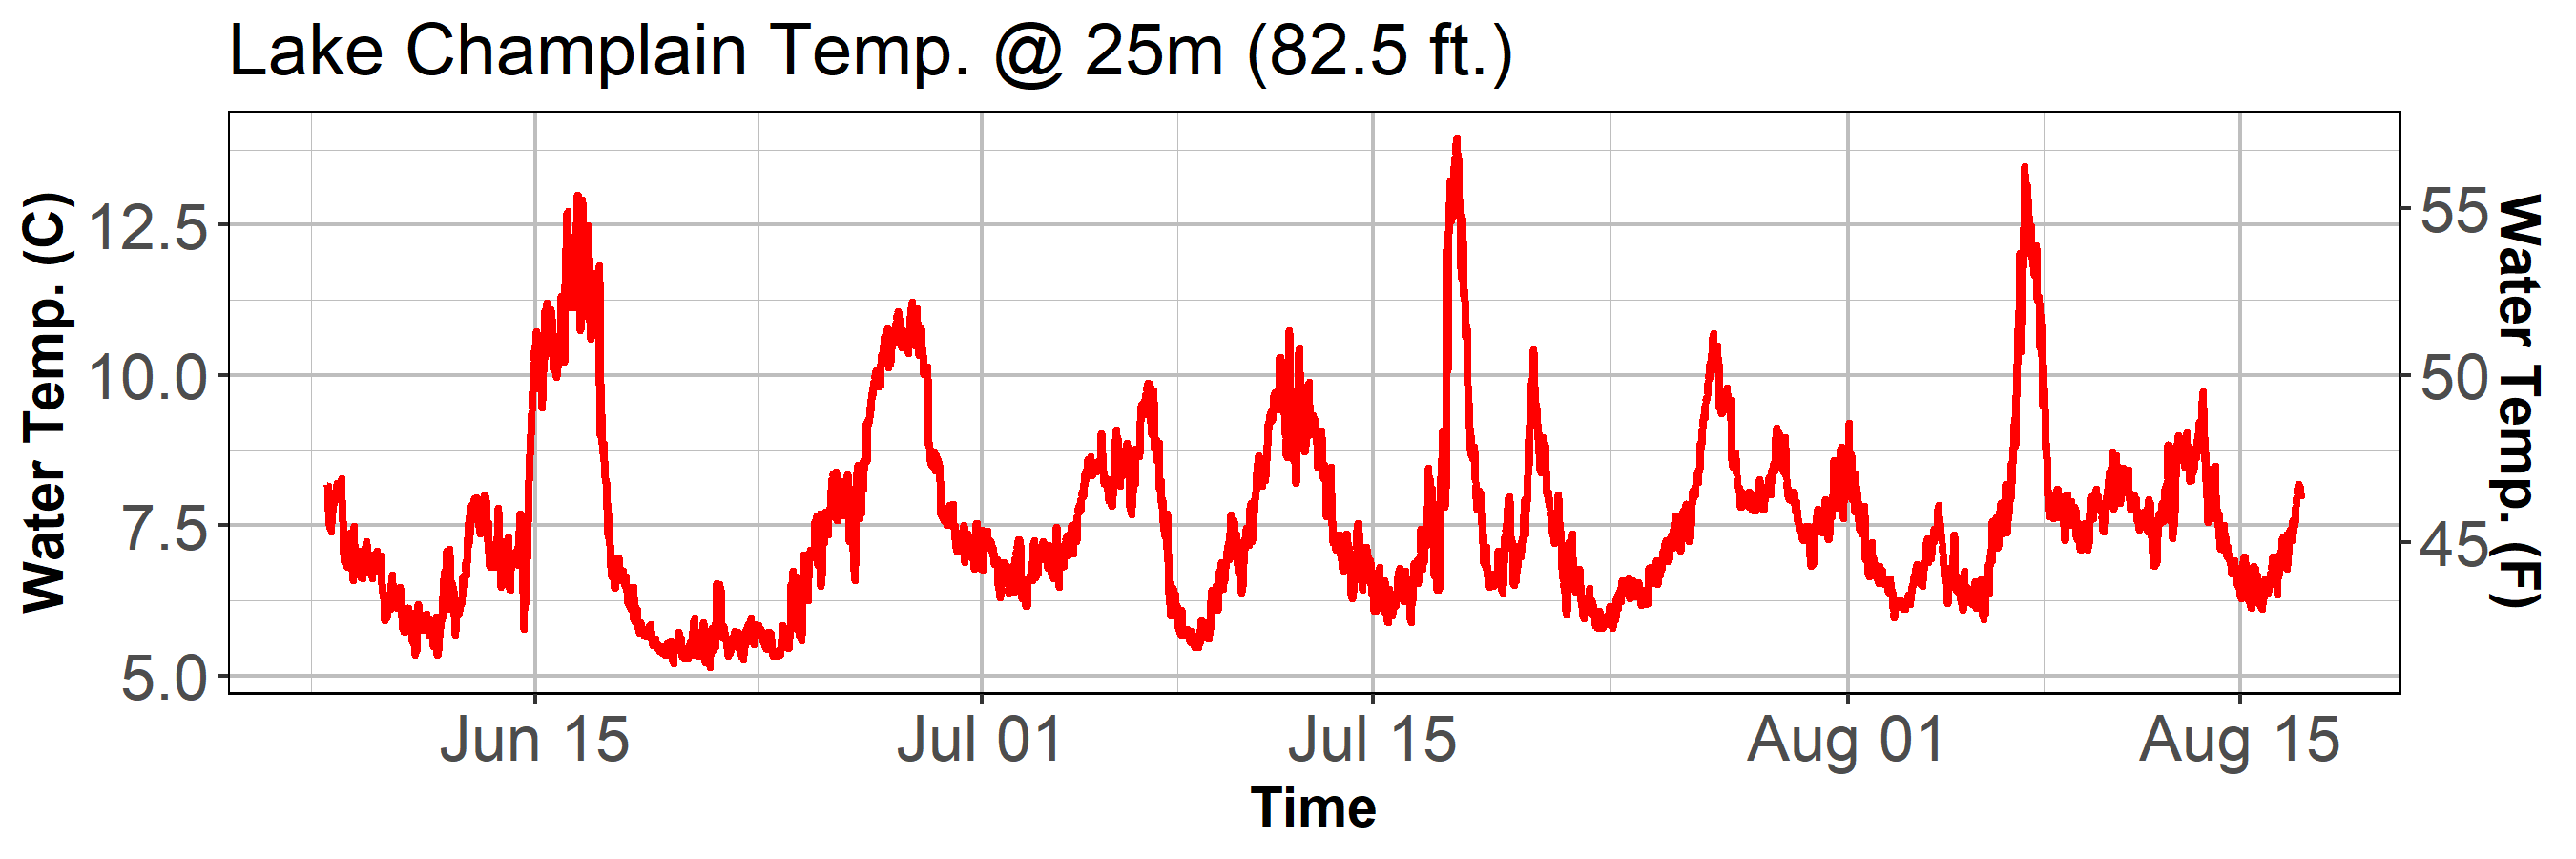 Lake Champlain Temp. @ 25m (82.5 ft.)
Water Temp. (C)
12.5
10.0
7.5
5.0
55
50
45
Water Temp. (F)
Jun 15
Jul 01
Jul 15
Aug 01
Aug 15
Time